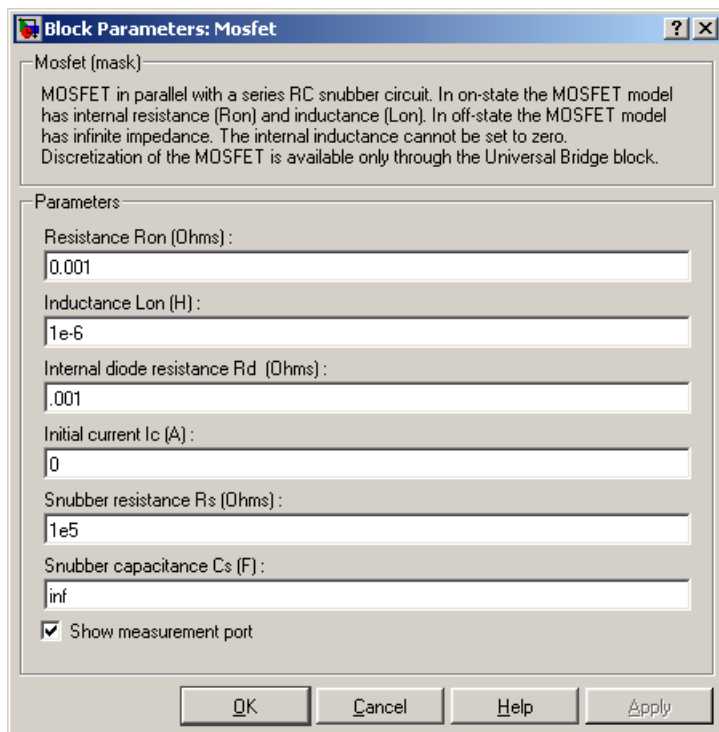 Block Parameters: Mosfet
Mosfet (mask)
MOSFET in parallel with a series RC snubber circuit. In on-state the MOSFET model
has internal resistance (Ron) and inductance (Lon). In off-state the MOSFET model
has infinite impedance. The internal inductance cannot be set to zero.
Discretization of the MOSFET is available only through the Universal Bridge block.
Parameters
Resistance Ron (Ohms) :
0.001
Inductance Lon (H) :
1e-6
Internal diode resistance Rd (Ohms) :
.001
Initial current Ic (A) :
0
Snubber resistance Rs (Ohms) :
1e5
Snubber capacitance Cs (F) :
inf
Show measurement port
OK Cancel Help Apply